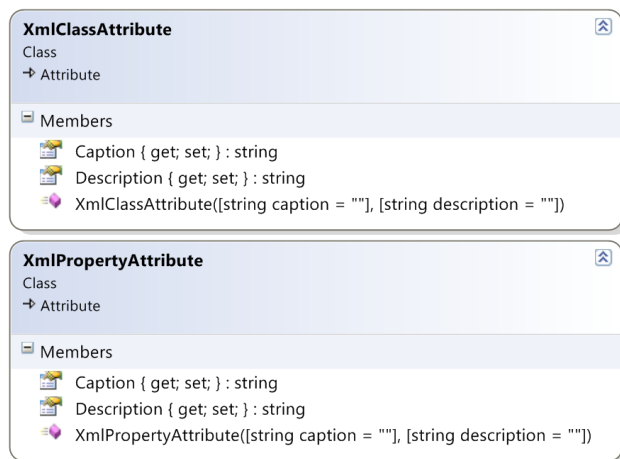 XmlClassAttribute
Class
Attribute
Members
Caption { get; set; } : string
Description { get; set; } : string
XmlClassAttribute([string caption = ""], [string description = ""])
XmlPropertyAttribute
Class
Attribute
Members
Caption { get; set; } : string
Description { get; set; } : string
XmlPropertyAttribute([string caption = ""], [string description = ""])